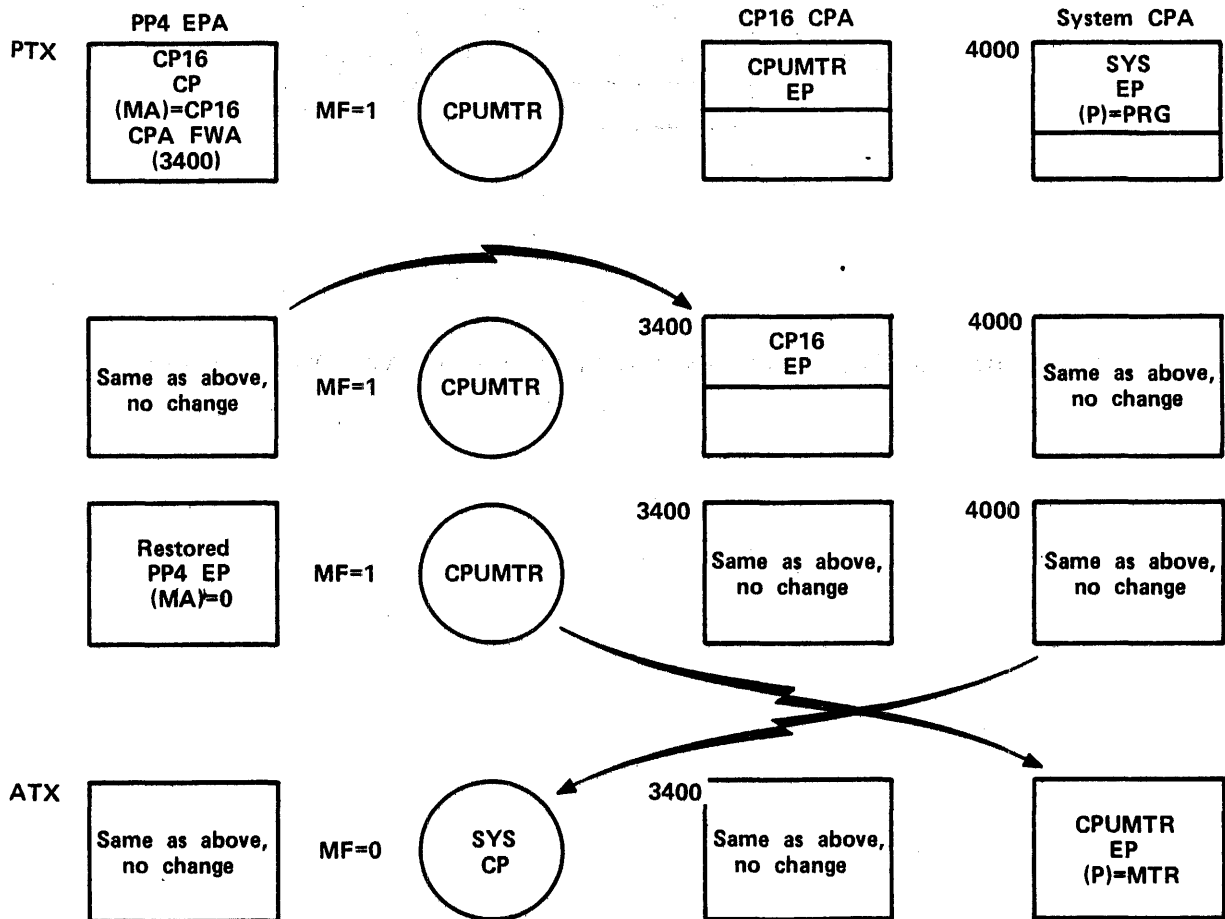 PP4 EPA
CP16 CPA
System CPA
PTX
CP16
CP
(MA)=CP16
CPA FWA
(3400)
MF=1
CPUMTR
CPUMTR
EP
4000
SYS
EP
(P)=PRG
Same as above,
no change
MF=1
CPUMTR
3400
CP16
EP
4000
Same as above,
no change
Restored
PP4 EP
(MA)=0
MF=1
CPUMTR
3400
Same as above,
no change
4000
Same as above,
no change
ATX
Same as above,
no change
MF=0
SYS
CP
3400
Same as above,
no change
CPUMTR
EP
(P)=MTR